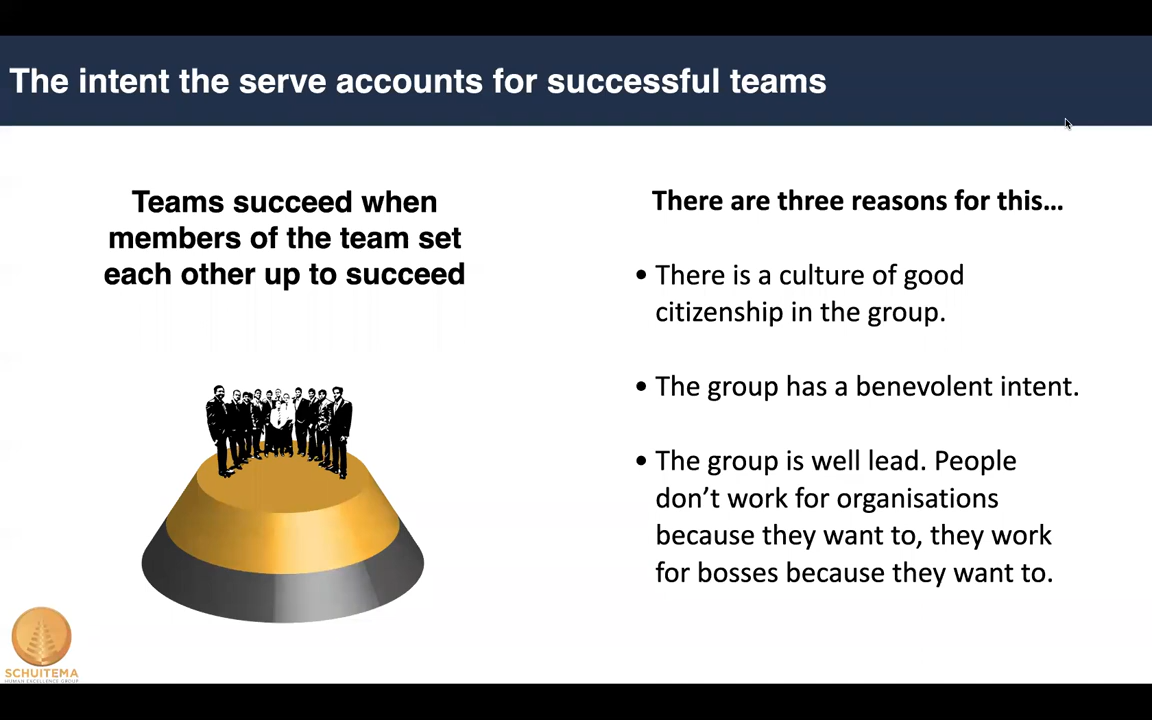 The intent the serve accounts for successful teams
Teams succeed when
members of the team set
each other up to succeed
There are three reasons for this...
• There is a culture of good
citizenship in the group.
• The group has a benevolent intent.
• The group is well lead. People
don’t work for organisations
because they want to, they work
for bosses because they want to.
SCHUITEMA
HUMAN EXCELLENCE GROUP